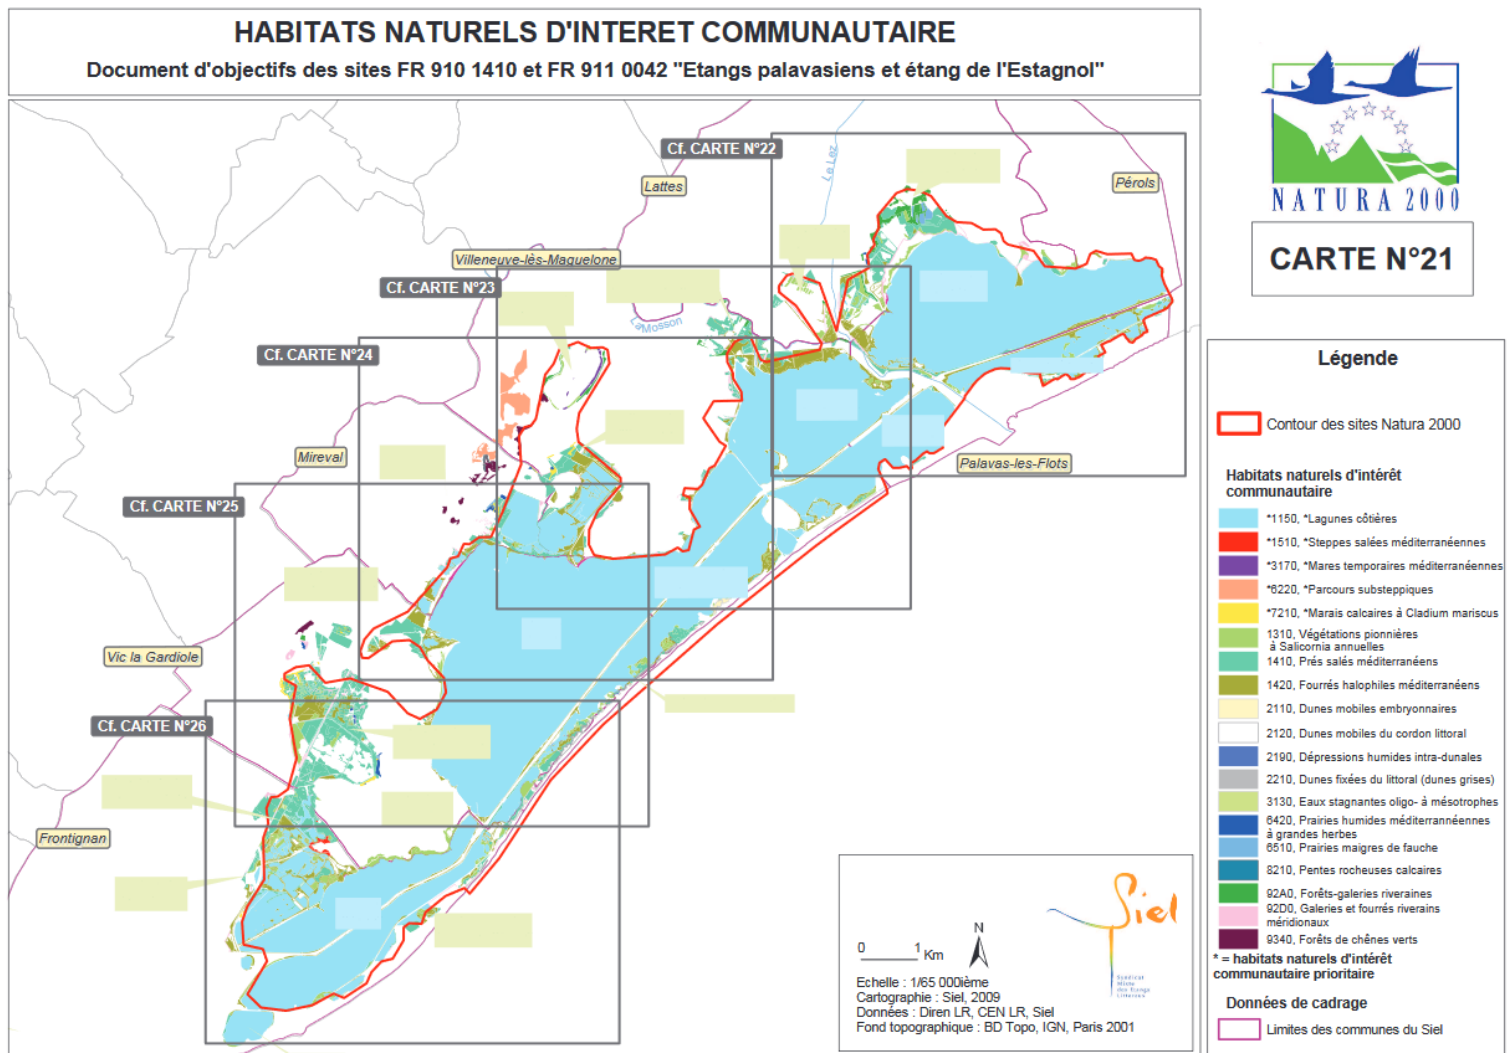 HABITATS NATURELS D'INTERET COMMUNAUTAIRE
Document d'objectifs des sites FR 910 1410 et FR 911 0042 "Etangs palavasiens et étang de l'Estagnol"
Cf. CARTE N°22
Le Lez
Lattes
Pérols
Villeneuve-lès-Maguelone
Cf. CARTE N°23
La Mosson
Cf. CARTE N°24
Mireval
Palavas-les-Flots
Cf. CARTE N°25
Vic la Gardiole
Cf. CARTE N°26
Frontignan
NATURA 2000
CARTE N°21
Légende
Contour des sites Natura 2000
Habitats naturels d'intérêt
communautaire
*1150, *Lagunes côtières
*1510, *Steppes salées méditerranéennes
*3170, *Mares temporaires méditerranéennes
*6220, *Parcours substeppiques
*7210, *Marais calcaires à Cladium mariscus
1310, Végétations pionnières
à Salicornia annuelles
1410, Prés salés méditerranéens
1420, Fourrés halophiles méditerranéens
2110, Dunes mobiles embryonnaires
2120, Dunes mobiles du cordon littoral
2190, Dépressions humides intra-dunales
2210, Dunes fixées du littoral (dunes grises)
3130, Eaux stagnantes oligo- à mésotrophes
6420, Prairies humides méditerrannéennes
à grandes herbes
6510, Prairies maigres de fauche
8210, Pentes rocheuses calcaires
92A0, Forêts-galeries riveraines
92D0, Galeries et fourrés riverains
méridionaux
9340, Forêts de chênes verts
* = habitats naturels d'intérêt
communautaire prioritaire
Données de cadrage
Limites des communes du Siel
0 1 Km
N
Echelle : 1/65 000ième
Cartographie : Siel, 2009
Données : Diren LR, CEN LR, Siel
Fond topographique : BD Topo, IGN, Paris 2001
Siel
Syndicat
Mixte
des Etangs
Littoraux